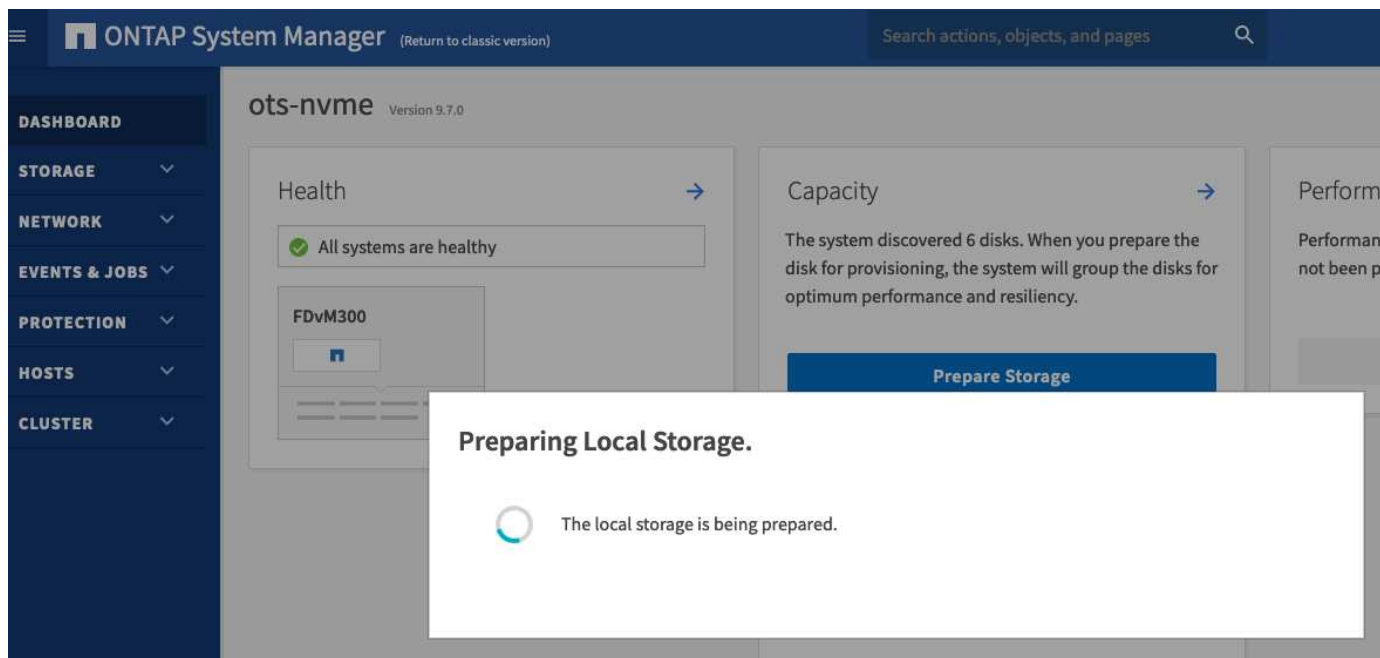 ONTAP System Manager (Return to classic version)
Search actions, objects, and pages
DASHBOARD
STORAGE
NETWORK
EVENTS & JOBS
PROTECTION
HOSTS
CLUSTER
ots-nvme Version 9.7.0
Health
All systems are healthy
FDvM300
Capacity
The system discovered 6 disks. When you prepare the
disk for provisioning, the system will group the disks for
optimum performance and resiliency.
Prepare Storage
Perform
Performan
not been p
Preparing Local Storage.
The local storage is being prepared.